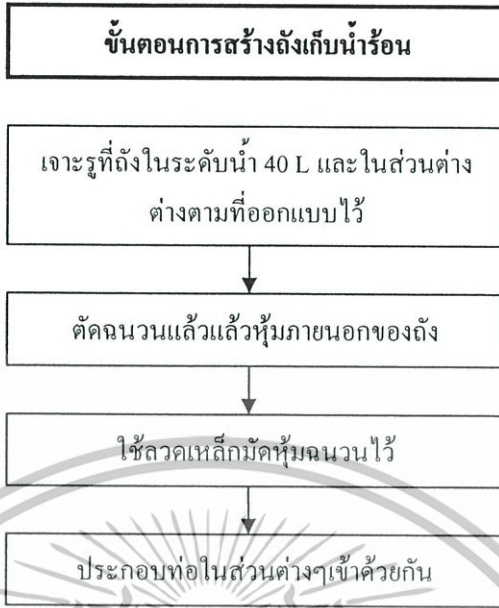 ขั้นตอนการสร้างถังเก็บน้ำร้อน
เจาะรูที่ถังในระดับน้ำ 40 L และในส่วนต่าง
ต่างตามที่ออกแบบไว้
ตัดฉนวนแล้วแล้วหุ้มภายนอกของถัง
ใช้ลวดเหล็กมัดหุ้มฉนวนไว้
ประกอบท่อในส่วนต่างๆเข้าด้วยกัน